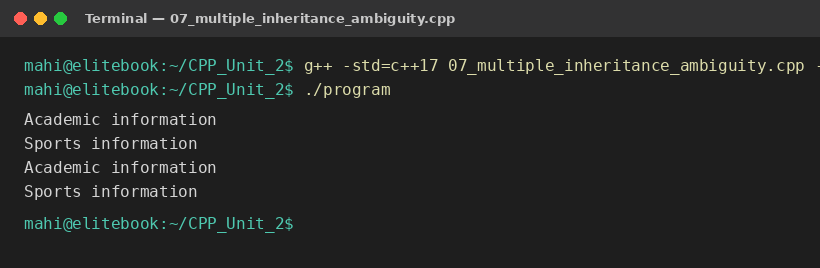 Terminal — 07_multiple_inheritance_ambiguity.cpp
mahi@elitebook:~/CPP_Unit_2$ g++ -std=c++17 07_multiple_inheritance_ambiguity.cpp -
mahi@elitebook:~/CPP_Unit_2$ ./program
Academic information
Sports information
Academic information
Sports information
mahi@elitebook:~/CPP_Unit_2$